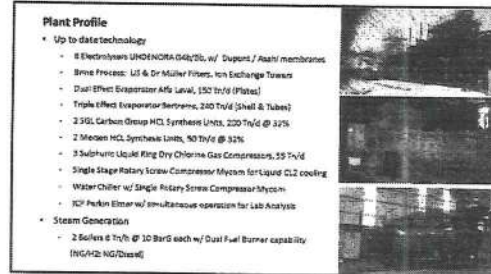 Plant Profile
• Up to date technology
- 8 Electrolysers UHDENORA / Dupont / Asahi membranes
- Brine Process: & Dr Müller Filters, Ion Exchange Towers
- Dual Effect Evaporator Alfa Laval, 150 Tn/d (Plates)
- Triple Effect Evaporator Bertrams, 240 Tn/d (Shell & Tubes)
- 2 SGL Carbon Group HCL Synthesis Units, 200 Tn/d @ 32%
- 2 Mersen HCL Synthesis Units, 90 Tn/d @ 32%
- 3 Sulphuric Liquid Ring Dry Chlorine Gas Compressors, 55 Tn/d
- Single Stage Rotary Screw Compressor Mycom for Liquid CL2 cooling
- Water Chiller w/ Single Rotary Screw Compressor Mycom
- ICP Perkin Elmer w/ simultaneous operation for Lab Analysis
• Steam Generation
- 2 Boilers 8 Tn/h @ 10 BarG each w/ Dual Fuel Burner capability
(NG/H2: NG/Diesel)